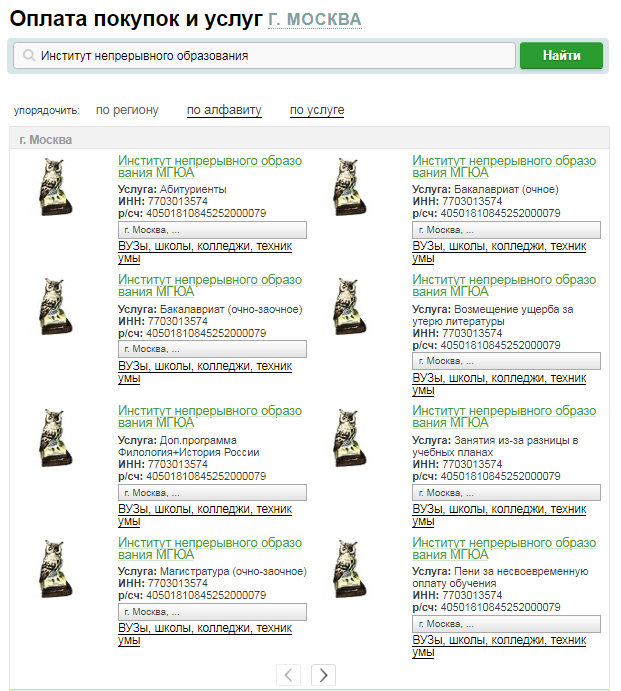 Оплата покупок и услуг Г. МОСКВА
Институт непрерывного образования
Найти
упорядочить: по региону по алфавиту по услуге
г. Москва
Институт непрерывного образо
вания МГЮА
Услуга: Абитуриенты
ИНН: 7703013574
р/сч: 40501810845252000079
г. Москва, ...
ВУЗы, школы, колледжи, техник
умы
Институт непрерывного образо
вания МГЮА
Услуга: Бакалавриат (очное)
ИНН: 7703013574
р/сч: 40501810845252000079
г. Москва, ...
ВУЗы, школы, колледжи, техник
умы
Институт непрерывного образо
вания МГЮА
Услуга: Бакалавриат (очно-заочное)
ИНН: 7703013574
р/сч: 40501810845252000079
г. Москва, ...
ВУЗы, школы, колледжи, техник
умы
Институт непрерывного образо
вания МГЮА
Услуга: Возмещение ущерба за
утерю литературы
ИНН: 7703013574
р/сч: 40501810845252000079
г. Москва, ...
ВУЗы, школы, колледжи, техник
умы
Институт непрерывного образо
вания МГЮА
Услуга: Доп.программа
Филология+История России
ИНН: 7703013574
р/сч: 40501810845252000079
г. Москва, ...
ВУЗы, школы, колледжи, техник
умы
Институт непрерывного образо
вания МГЮА
Услуга: Занятия из-за разницы в
учебных планах
ИНН: 7703013574
р/сч: 40501810845252000079
г. Москва, ...
ВУЗы, школы, колледжи, техник
умы
Институт непрерывного образо
вания МГЮА
Услуга: Магистратура (очно-заочное)
ИНН: 7703013574
р/сч: 40501810845252000079
г. Москва, ...
ВУЗы, школы, колледжи, техник
умы
Институт непрерывного образо
вания МГЮА
Услуга: Пени за несвоевременную
оплату обучения
ИНН: 7703013574
р/сч: 40501810845252000079
г. Москва, ...
ВУЗы, школы, колледжи, техник
умы